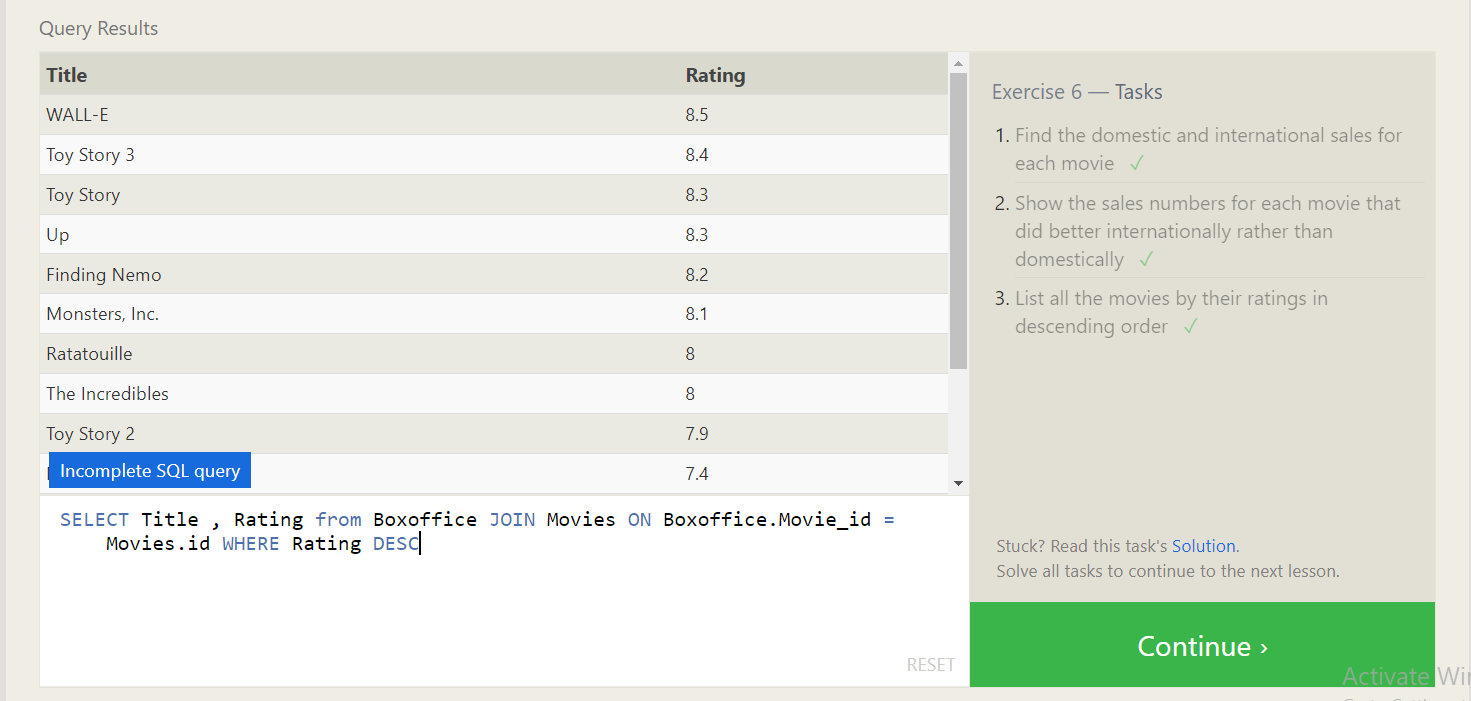 Query Results
Title Rating
WALL-E 8.5
Toy Story 3 8.4
Toy Story 8.3
Up 8.3
Finding Nemo 8.2
Monsters, Inc. 8.1
Ratatouille 8
The Incredibles 8
Toy Story 2 7.9
7.4
Incomplete SQL query
SELECT Title , Rating from Boxoffice JOIN Movies ON Boxoffice.Movie_id =
Movies.id WHERE Rating DESC
RESET
Exercise 6 — Tasks
1. Find the domestic and international sales for
each movie ✓
2. Show the sales numbers for each movie that
did better internationally rather than
domestically ✓
3. List all the movies by their ratings in
descending order ✓
Stuck? Read this task's Solution.
Solve all tasks to continue to the next lesson.
Continue ›
Activate Win